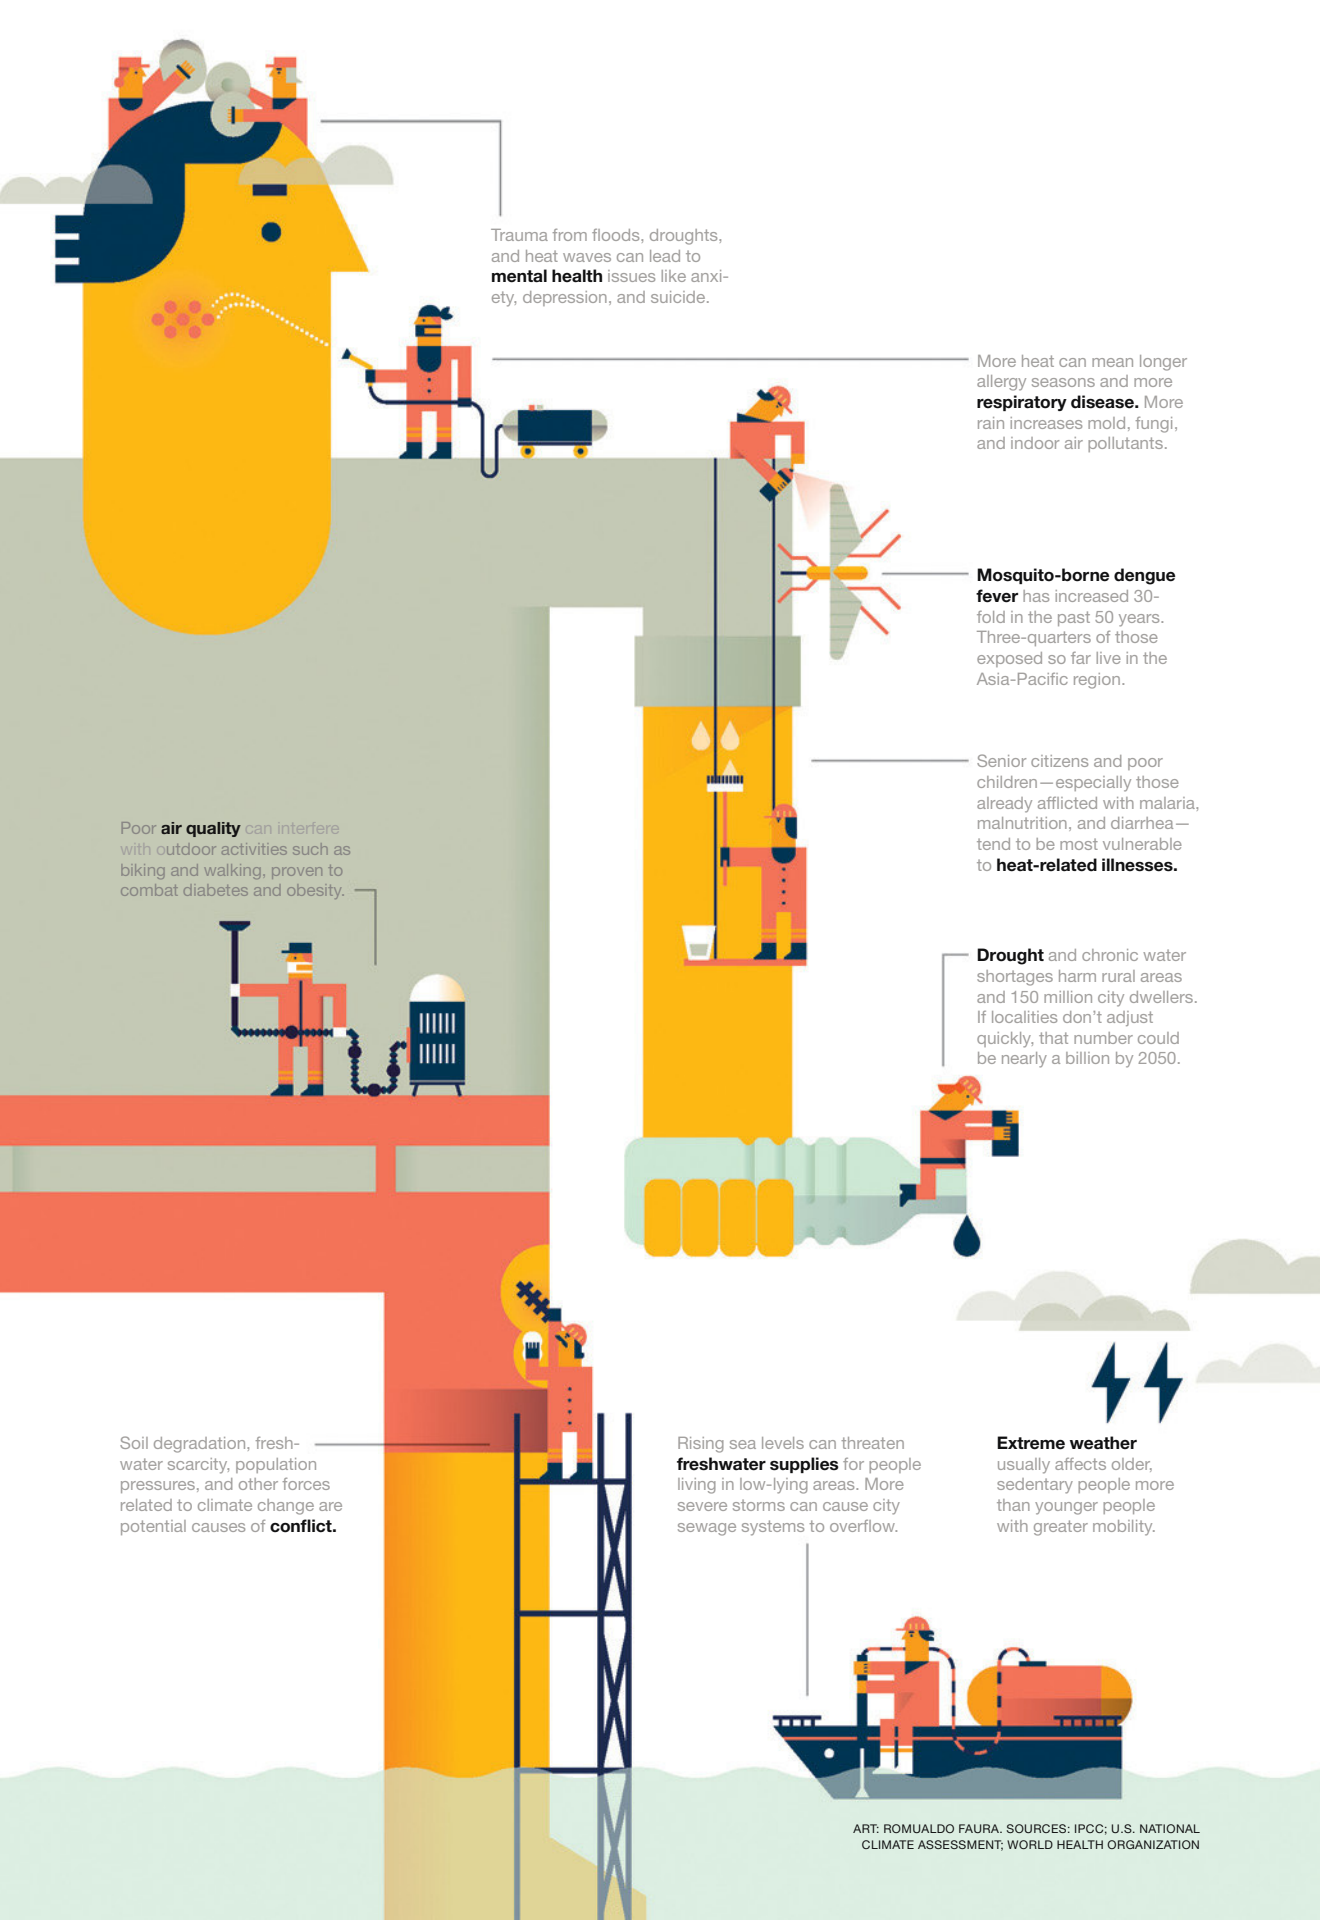 Trauma from floods, droughts,
and heat waves can lead to
mental health issues like anxi-
ety, depression, and suicide.
More heat can mean longer
allergy seasons and more
respiratory disease. More
rain increases mold, fungi,
and indoor air pollutants.
Mosquito-borne dengue
fever has increased 30-
fold in the past 50 years.
Three-quarters of those
exposed so far live in the
Asia-Pacific region.
Senior citizens and poor
children—especially those
already afflicted with malaria,
malnutrition, and diarrhea—
tend to be most vulnerable
to heat-related illnesses.
Poor air quality can interfere
with outdoor activities such as
biking and walking, proven to
combat diabetes and obesity.
Drought and chronic water
shortages harm rural areas
and 150 million city dwellers.
If localities don't adjust
quickly, that number could
be nearly a billion by 2050.
Soil degradation, fresh-
water scarcity, population
pressures, and other forces
related to climate change are
potential causes of conflict.
Rising sea levels can threaten
freshwater supplies for people
living in low-lying areas. More
severe storms can cause city
sewage systems to overflow.
Extreme weather
usually affects older,
sedentary people more
than younger people
with greater mobility.
ART: ROMUALDO FAURA. SOURCES: IPCC; U.S. NATIONAL
CLIMATE ASSESSMENT; WORLD HEALTH ORGANIZATION